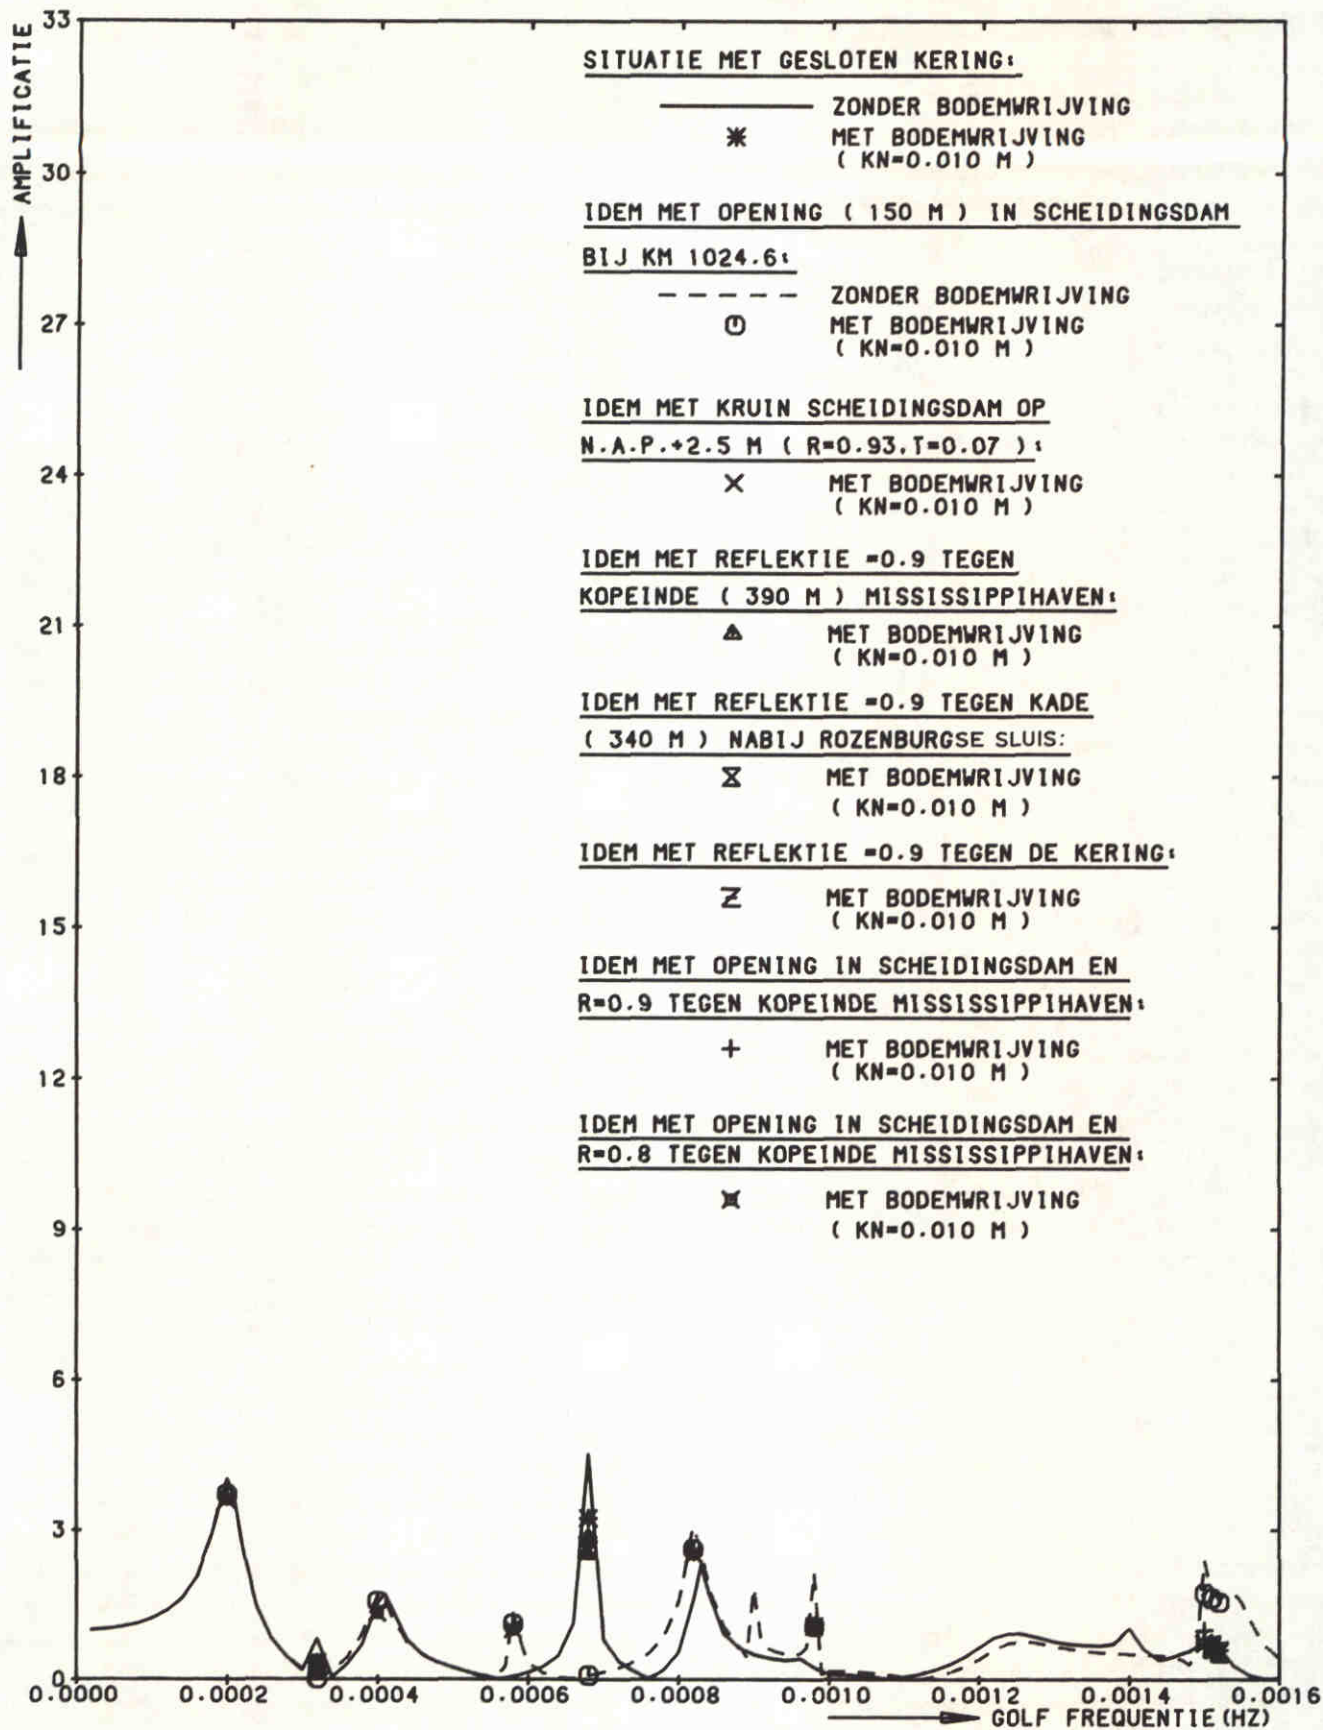 33
AMPLIFICATIE
SITUATIE MET GESLOTEN KERING:
ZONDER BODEMWRIJVING
MET BODEMWRIJVING
( KN=0.010 M )
30
IDEM MET OPENING ( 150 M ) IN SCHEIDINGSDAM
BIJ KM 1024.6:
ZONDER BODEMWRIJVING
27
MET BODEMWRIJVING
( KN=0.010 M )
IDEM MET KRUIN SCHEIDINGSDAM OP
N.A.P.+2.5 M ( R=0.93,T=0.07 ):
24
MET BODEMWRIJVING
( KN=0.010 M )
IDEM MET REFLEKTIE =0.9 TEGEN
KOPEINDE ( 390 M ) MISSISSIPPIHAVEN:
21
MET BODEMWRIJVING
( KN=0.010 M )
IDEM MET REFLEKTIE =0.9 TEGEN KADE
( 340 M ) NABIJ ROZENBURGSE SLUIS:
18
MET BODEMWRIJVING
( KN=0.010 M )
IDEM MET REFLEKTIE =0.9 TEGEN DE KERING:
MET BODEMWRIJVING
( KN=0.010 M )
15
IDEM MET OPENING IN SCHEIDINGSDAM EN
R=0.9 TEGEN KOPEINDE MISSISSIPPIHAVEN:
MET BODEMWRIJVING
( KN=0.010 M )
12
IDEM MET OPENING IN SCHEIDINGSDAM EN
R=0.8 TEGEN KOPEINDE MISSISSIPPIHAVEN:
MET BODEMWRIJVING
( KN=0.010 M )
9
6
3
0
0.0000 0.0002 0.0004 0.0006 0.0008 0.0010 0.0012 0.0014 0.0016
GOLF FREQUENTIE (HZ)